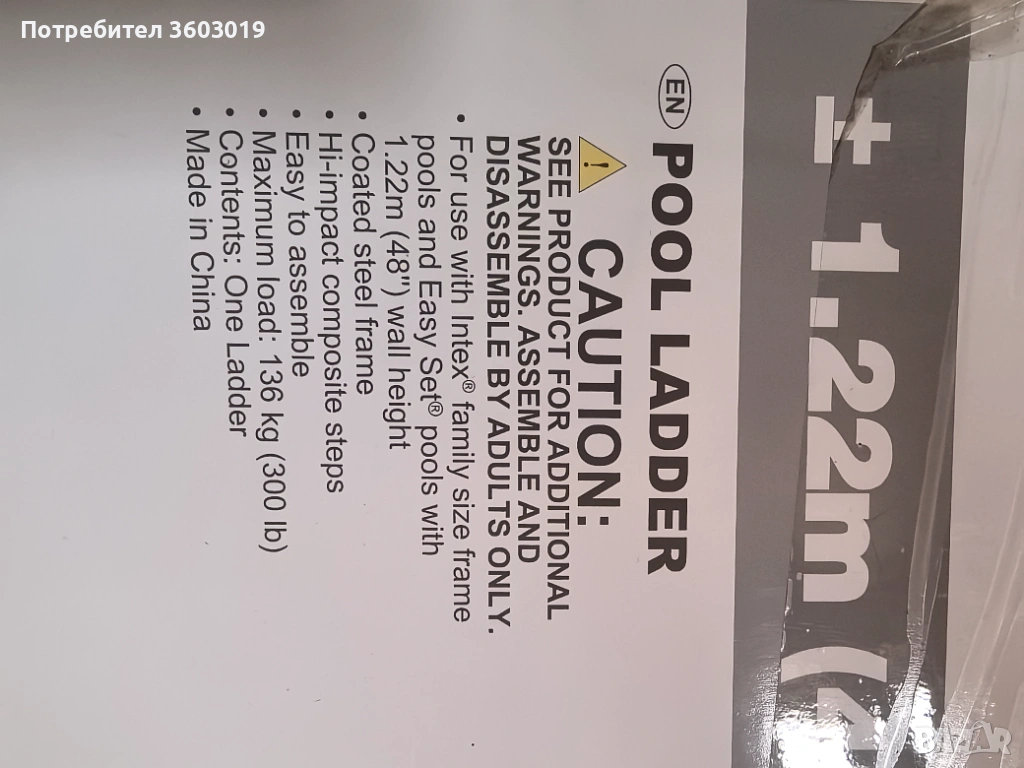 Потребител 3603019
± 1.22m (4
EN POOL LADDER
! CAUTION:
SEE PRODUCT FOR ADDITIONAL
WARNINGS. ASSEMBLE AND
DISASSEMBLE BY ADULTS ONLY.
• For use with Intex® family size frame
pools and Easy Set® pools with
1.22m (48") wall height
• Coated steel frame
• Hi-impact composite steps
• Easy to assemble
• Maximum load: 136 kg (300 lb)
• Contents: One Ladder
• Made in China
BAZAR